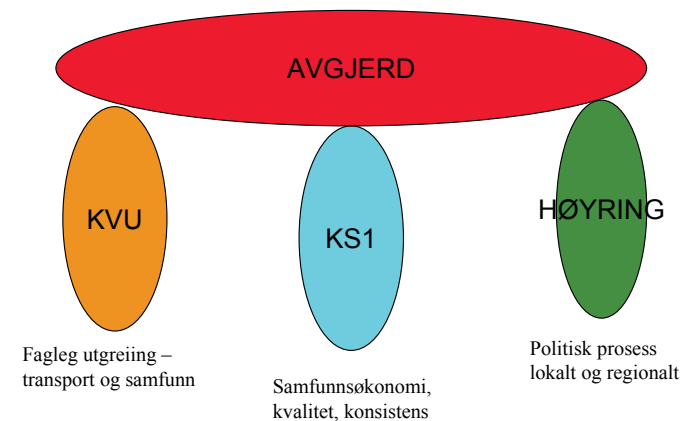 AVGJERD
KVU
KS1
HØYRING
Fagleg utgreiing –
transport og samfunn
Samfunnsøkonomi,
kvalitet, konsistens
Politisk prosess
lokalt og regionalt